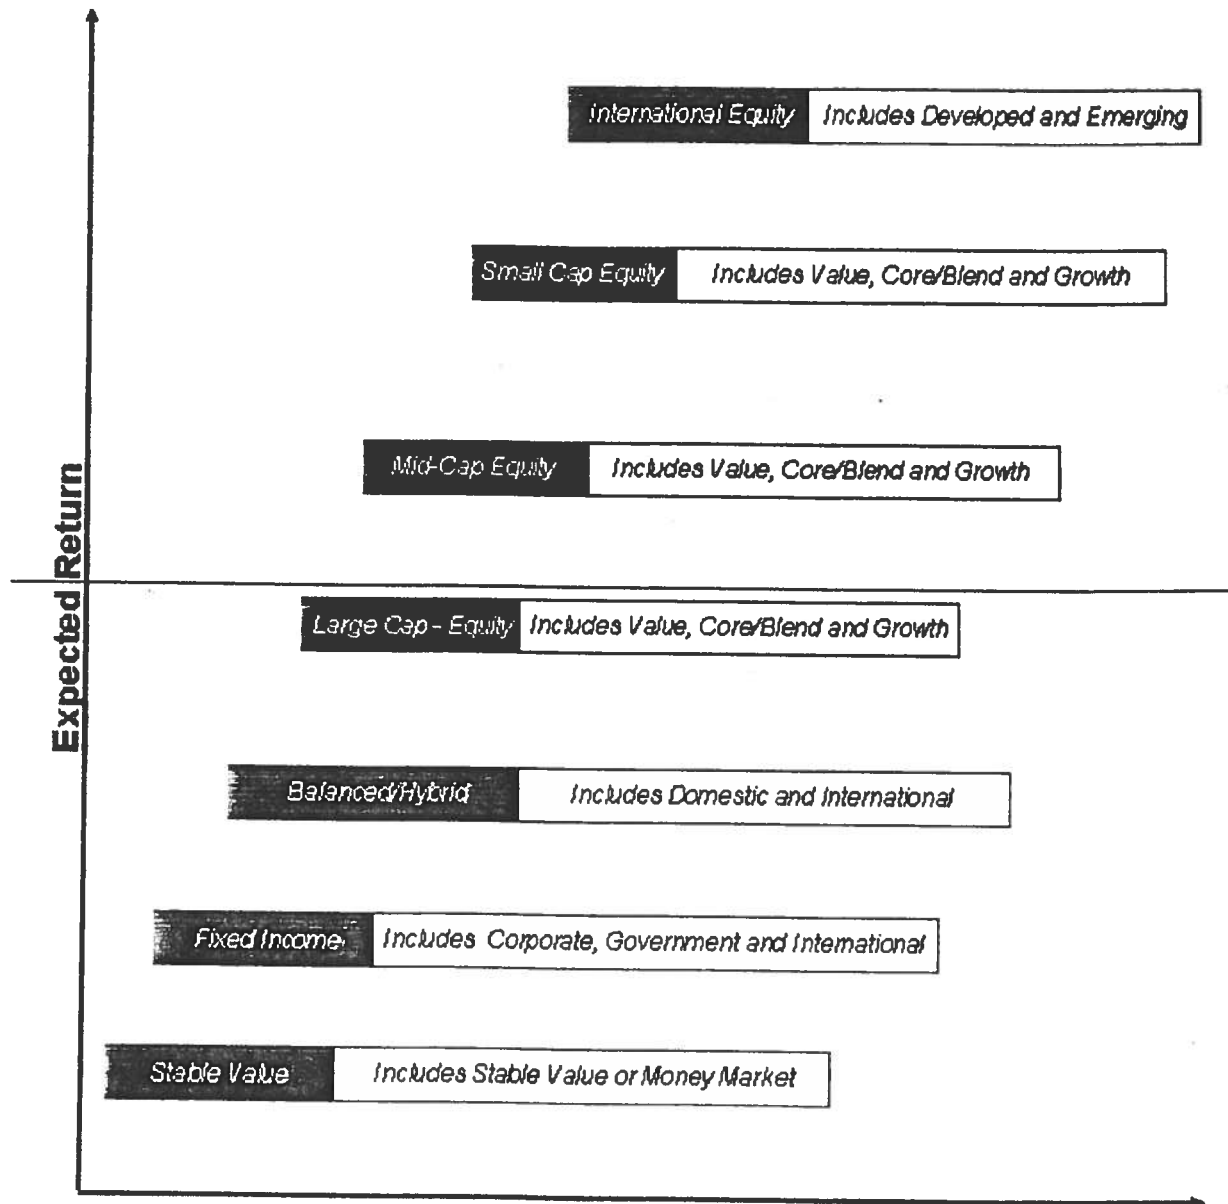 International Equity Includes Developed and Emerging
Small Cap Equity Includes Value, Core/Blend and Growth
Mid-Cap Equity Includes Value, Core/Blend and Growth
Expected Return
Large Cap - Equity Includes Value, Core/Blend and Growth
Balanced/Hybrid Includes Domestic and International
Fixed Income Includes Corporate, Government and International
Stable Value Includes Stable Value or Money Market